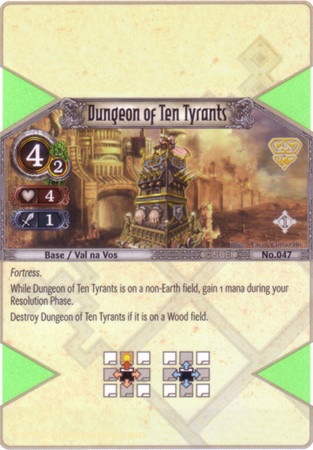 Dungeon of Ten Tyrants
4
2
4
1
1
Base / Val na Vos
No.047
Fortress.
While Dungeon of Ten Tyrants is on a non-Earth field, gain 1 mana during your
Resolution Phase.
Destroy Dungeon of Ten Tyrants if it is on a Wood field.